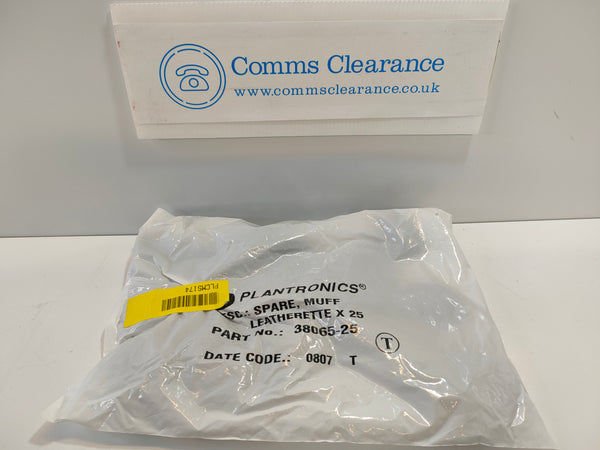 Comms Clearance
www.commsclearance.co.uk
PLCMS174
PLANTRONICS®
SC.: SPARE, MUFF
LEATHERETTE X 25
PART No.: 38065-25
T
DATE CODE.: 0807 T